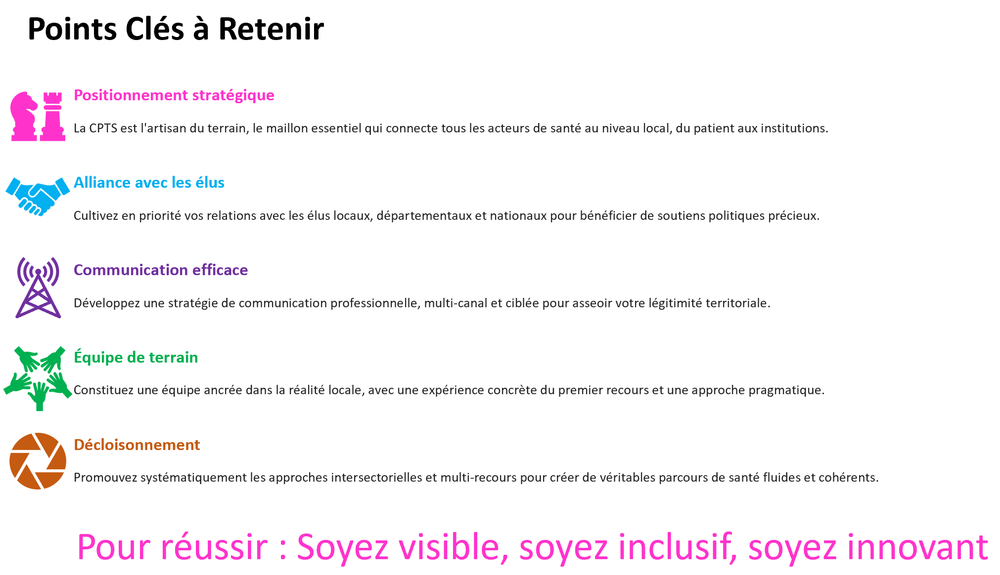 Points Clés à Retenir
Positionnement stratégique
La CPTS est l'artisan du terrain, le maillon essentiel qui connecte tous les acteurs de santé au niveau local, du patient aux institutions.
Alliance avec les élus
Cultivez en priorité vos relations avec les élus locaux, départementaux et nationaux pour bénéficier de soutiens politiques précieux.
Communication efficace
Développez une stratégie de communication professionnelle, multi-canal et ciblée pour asseoir votre légitimité territoriale.
Équipe de terrain
Constituez une équipe ancrée dans la réalité locale, avec une expérience concrète du premier recours et une approche pragmatique.
Décloisonnement
Promouvez systématiquement les approches intersectorielles et multi-recours pour créer de véritables parcours de santé fluides et cohérents.
Pour réussir : Soyez visible, soyez inclusif, soyez innovant